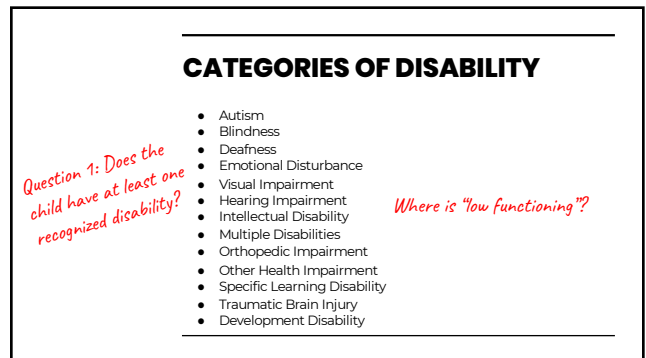 CATEGORIES OF DISABILITY
● Autism
● Blindness
● Deafness
● Emotional Disturbance
● Visual Impairment
● Hearing Impairment
● Intellectual Disability
● Multiple Disabilities
● Orthopedic Impairment
● Other Health Impairment
● Specific Learning Disability
● Traumatic Brain Injury
● Development Disability
Question 1: Does the
child have at least one
recognized disability?
Where is “low functioning”?